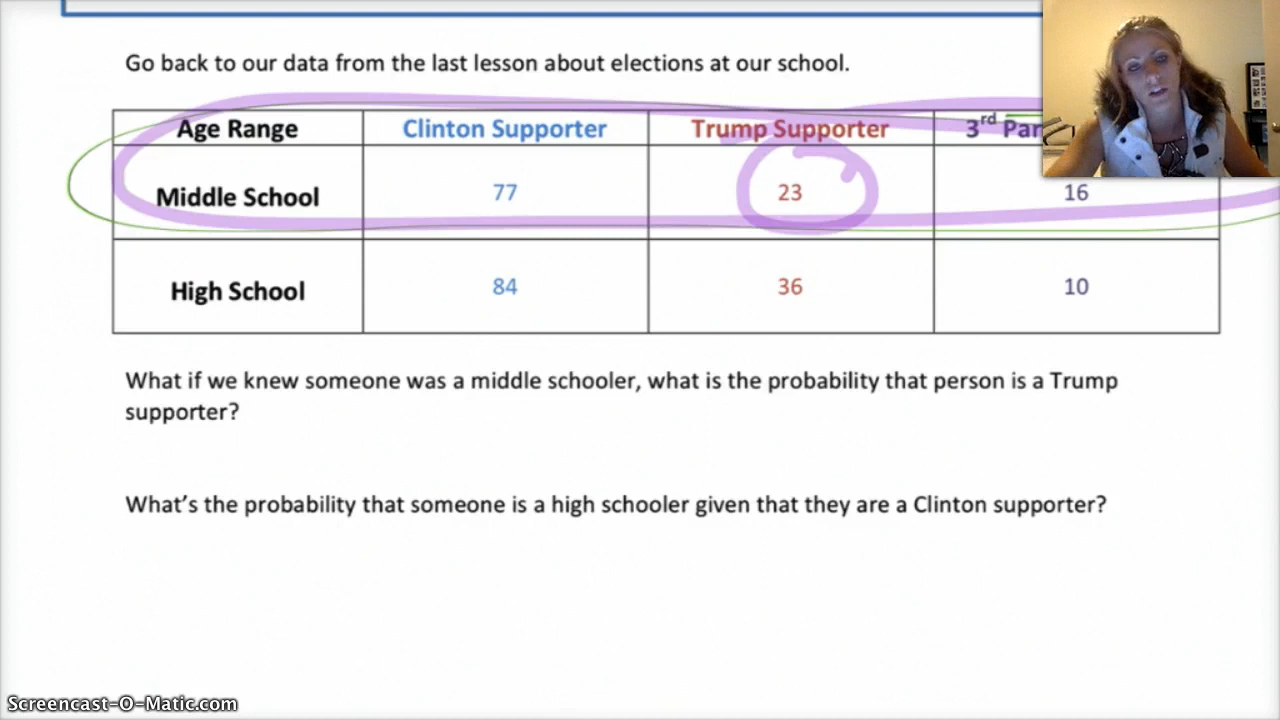 Go back to our data from the last lesson about elections at our school.
Age Range Clinton Supporter Trump Supporter 3rd
Middle School 77 23 16
High School 84 36 10
What if we knew someone was a middle schooler, what is the probability that person is a Trump
supporter?
What's the probability that someone is a high schooler given that they are a Clinton supporter?
Screencast-O-Matic.com